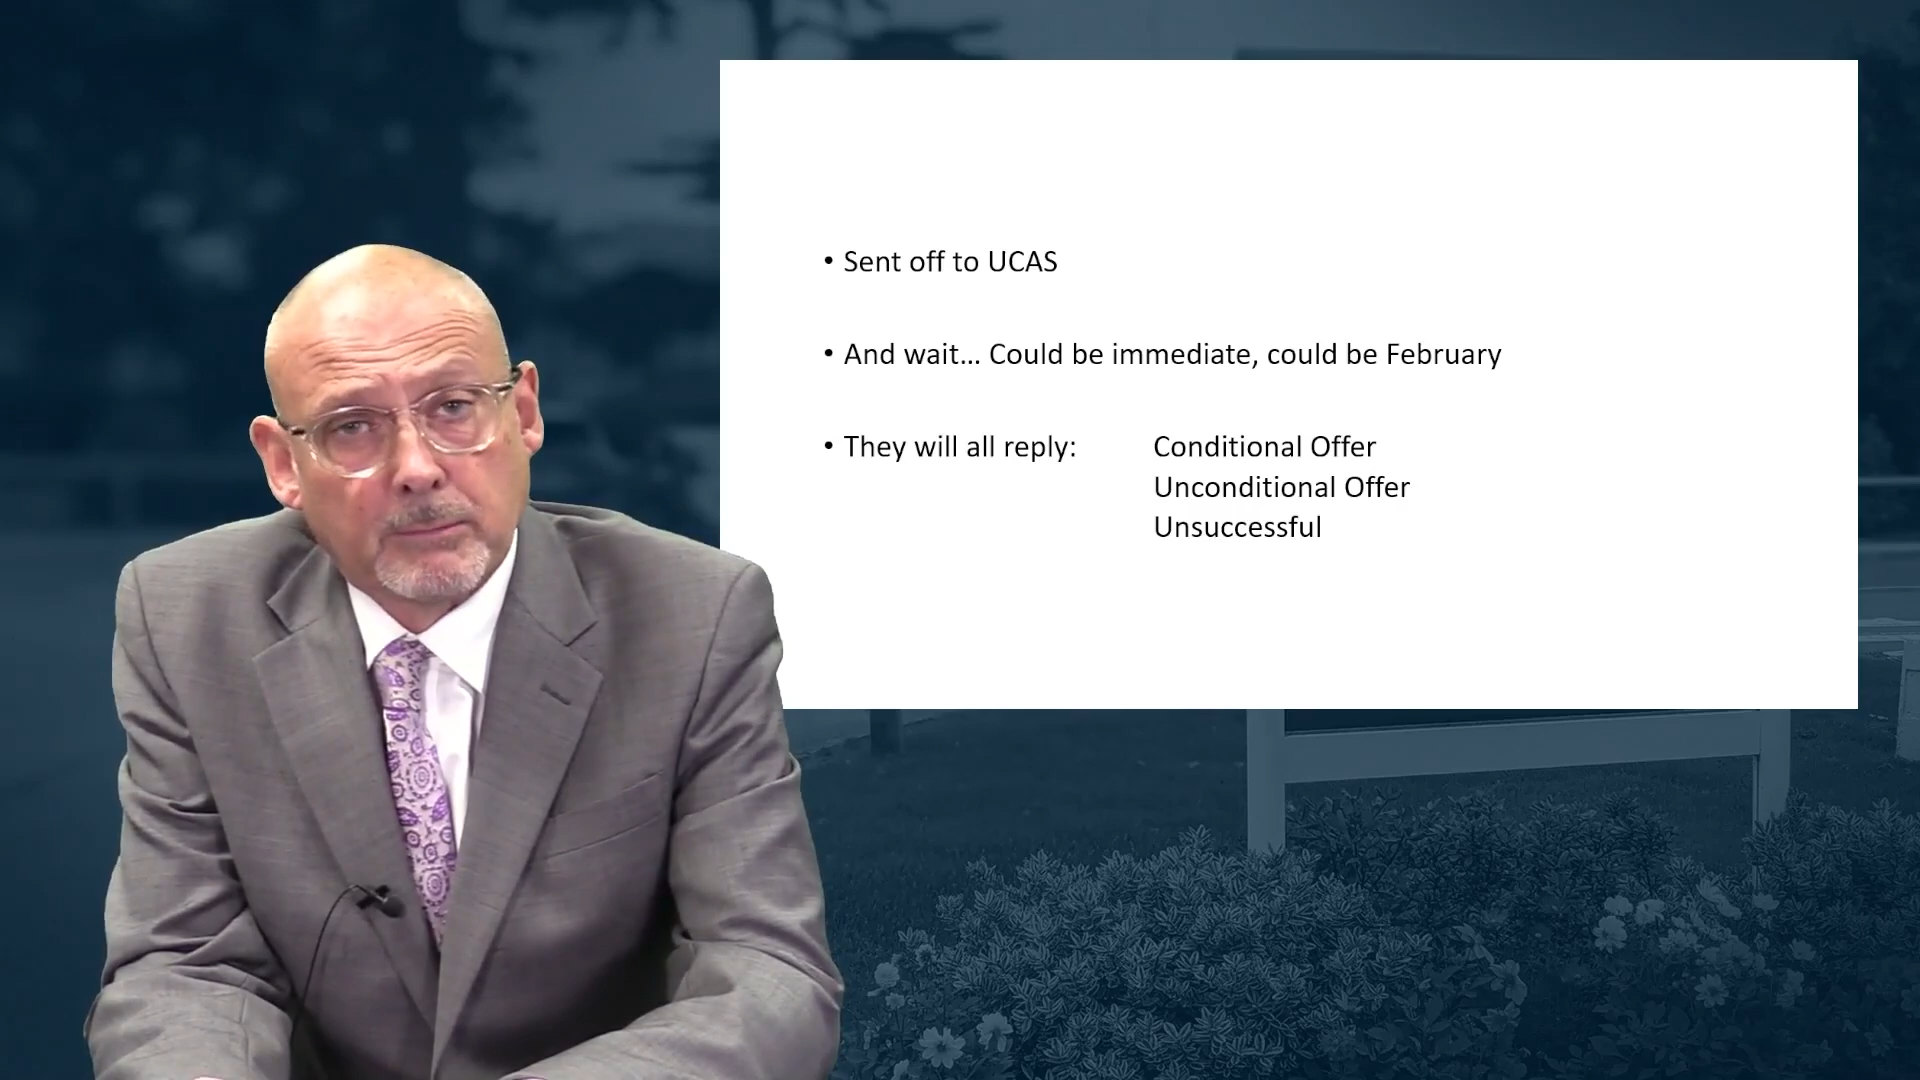 • Sent off to UCAS
• And wait... Could be immediate, could be February
• They will all reply: Conditional Offer
Unconditional Offer
Unsuccessful